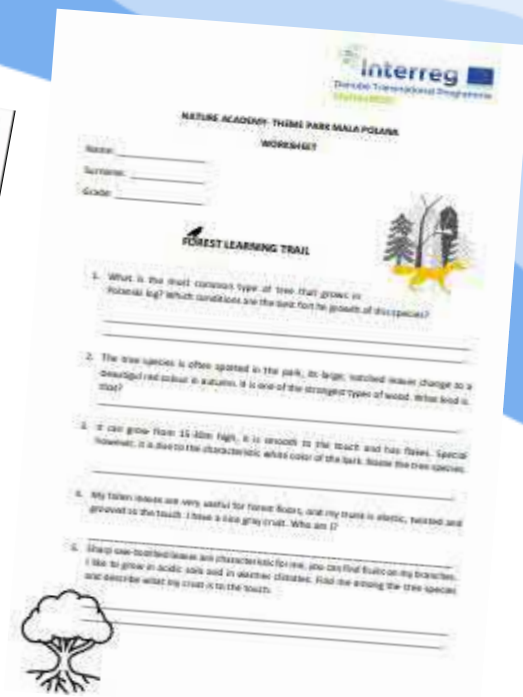 Interreg
Danube Transnational Programme
NATURE ACADEMY- THEME PARK MALA POLANA
WORKSHEET
Name:
Surname:
Grade:
FOREST LEARNING TRAIL
1. What is the most common type of tree that grows in
Polanski log? Which conditions are the best fort he growth of this species?
2. The tree species is often spotted in the park, its large, notched leaves change to a
beautiful red colour in autumn. It is one of the strongest types of wood. What kind is
that?
3. It can grow from 15-30m high, it is smooth to the touch and has flakes. Special
however, it is due to the characteristic white color of the bark. Name the tree species.
4. My fallen leaves are very useful for forest floors, and my trunk is elastic, twisted and
grooved to the touch. I have a nice gray crust. Who am I?
5. Sharp saw-toothed leaves are characteristic for me, you can find fruits on my branches.
I like to grow in acidic soils and in warmer climates. Find me among the tree species
and describe what my crust is to the touch.